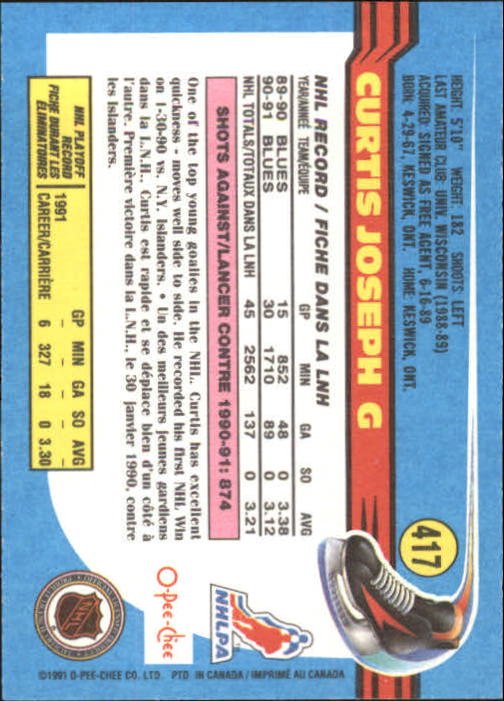 417
CURTIS JOSEPH G
HEIGHT: 5'10" WEIGHT: 182 SHOOTS: LEFT
LAST AMATEUR CLUB: UNIV. WISCONSIN (1988-89)
ACQUIRED: SIGNED AS FREE AGENT, 6-16-89
BORN: 4-29-67, KESWICK, ONT. HOME: KESWICK, ONT.
NHL RECORD / FICHE DANS LA LNH
YEAR/ANNÉE TEAM/ÉQUIPE GP MIN GA SO AVG
89-90 BLUES 15 852 48 0 3.38
90-91 BLUES 30 1710 89 0 3.12
NHL TOTALS/TOTAUX DANS LA LNH 45 2562 137 0 3.21
SHOTS AGAINST/LANCER CONTRE 1990-91: 874
One of the top young goalies in the NHL. Curtis has excellent
quickness - moves well side to side. He recorded his first NHL Win
on 1-30-90 vs. N.Y. Islanders. • Un des meilleurs jeunes gardiens
dans la L.N.H., Curtis est rapide et se déplace bien d'un côté à
l'autre. Première victoire dans la L.N.H., le 30 janvier 1990, contre
les Islanders.
NHL PLAYOFF
RECORD
FICHE DURANT LES
ÉLIMINATOIRES
GP MIN GA SO AVG
1991 – – – – –
CAREER/CARRIÈRE 6 327 18 0 3.30
NHLPA
O-Pee-Chee
NHL
©1991 O-PEE-CHEE CO. LTD. PTD. IN CANADA / IMPRIMÉ AU CANADA